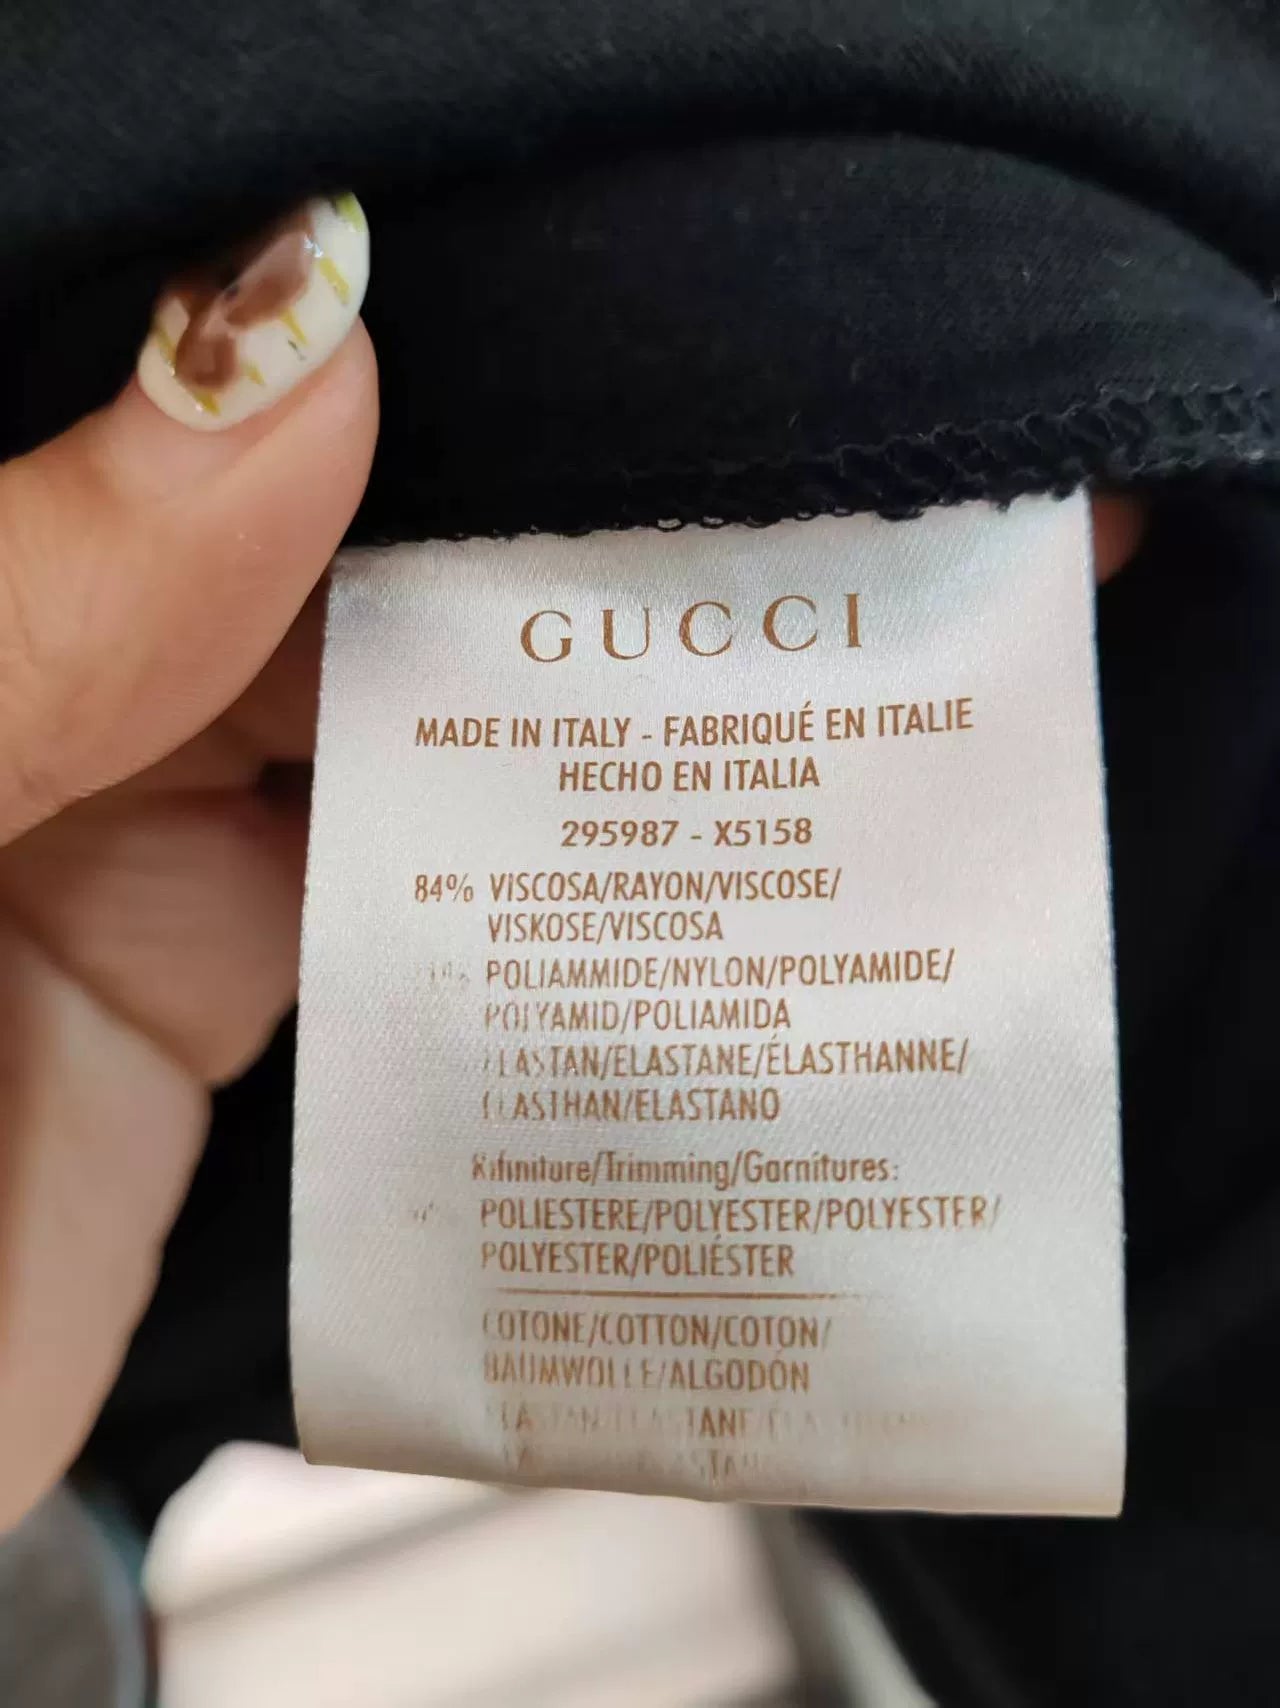 GUCCI
MADE IN ITALY - FABRIQUÉ EN ITALIE
HECHO EN ITALIA
295987 - X5158
84% VISCOSA/RAYON/VISCOSE/
VISKOSE/VISCOSA
POLIAMMIDE/NYLON/POLYAMIDE/
POLYAMID/POLIAMIDA
ELASTAN/ELASTANE/ÉLASTHANNE/
ELASTHAN/ELASTANO
Rifiniture/Trimming/Garnitures:
POLIESTERE/POLYESTER/POLYESTER/
POLYESTER/POLIÉSTER
COTONE/COTTON/COTON/
BAUMWOLLE/ALGODÓN